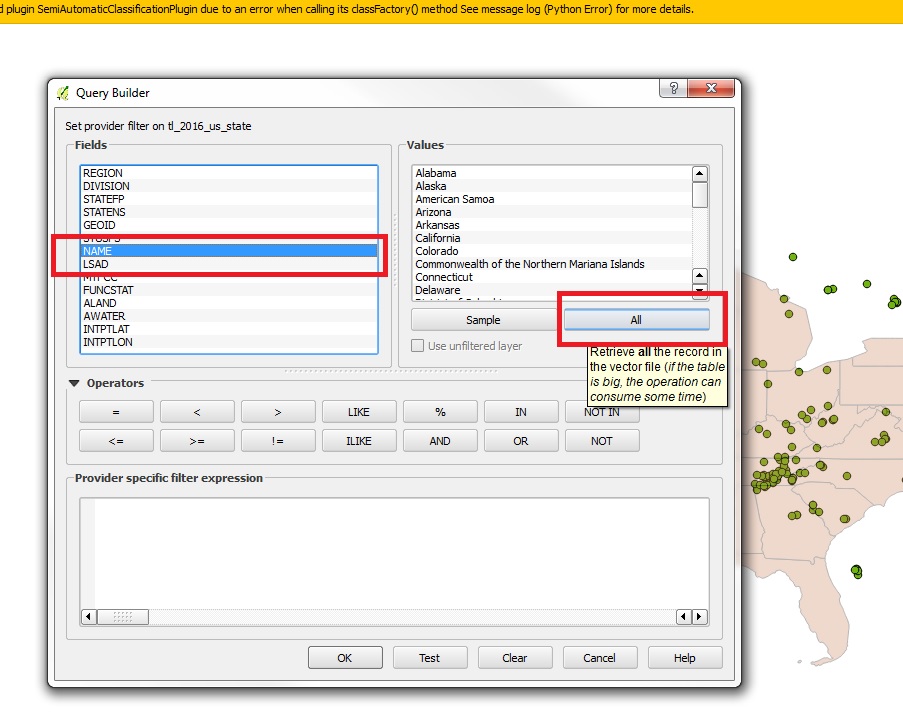 d plugin SemiAutomaticClassificationPlugin due to an error when calling its classFactory() method See message log (Python Error) for more details.
Query Builder
?
Set provider filter on tl_2016_us_state
Fields
REGION
DIVISION
STATEFP
STATENS
GEOID
STUSPS
NAME
LSAD
MTFCC
FUNCSTAT
ALAND
AWATER
INTPTLAT
INTPTLON
Values
Alabama
Alaska
American Samoa
Arizona
Arkansas
California
Colorado
Commonwealth of the Northern Mariana Islands
Connecticut
Delaware
Sample
All
Use unfiltered layer
Retrieve all the record in
the vector file (if the table
is big, the operation can
consume some time)
Operators
= < > LIKE % IN NOT IN
<= >= != ILIKE AND OR NOT
Provider specific filter expression
OK Test Clear Cancel Help